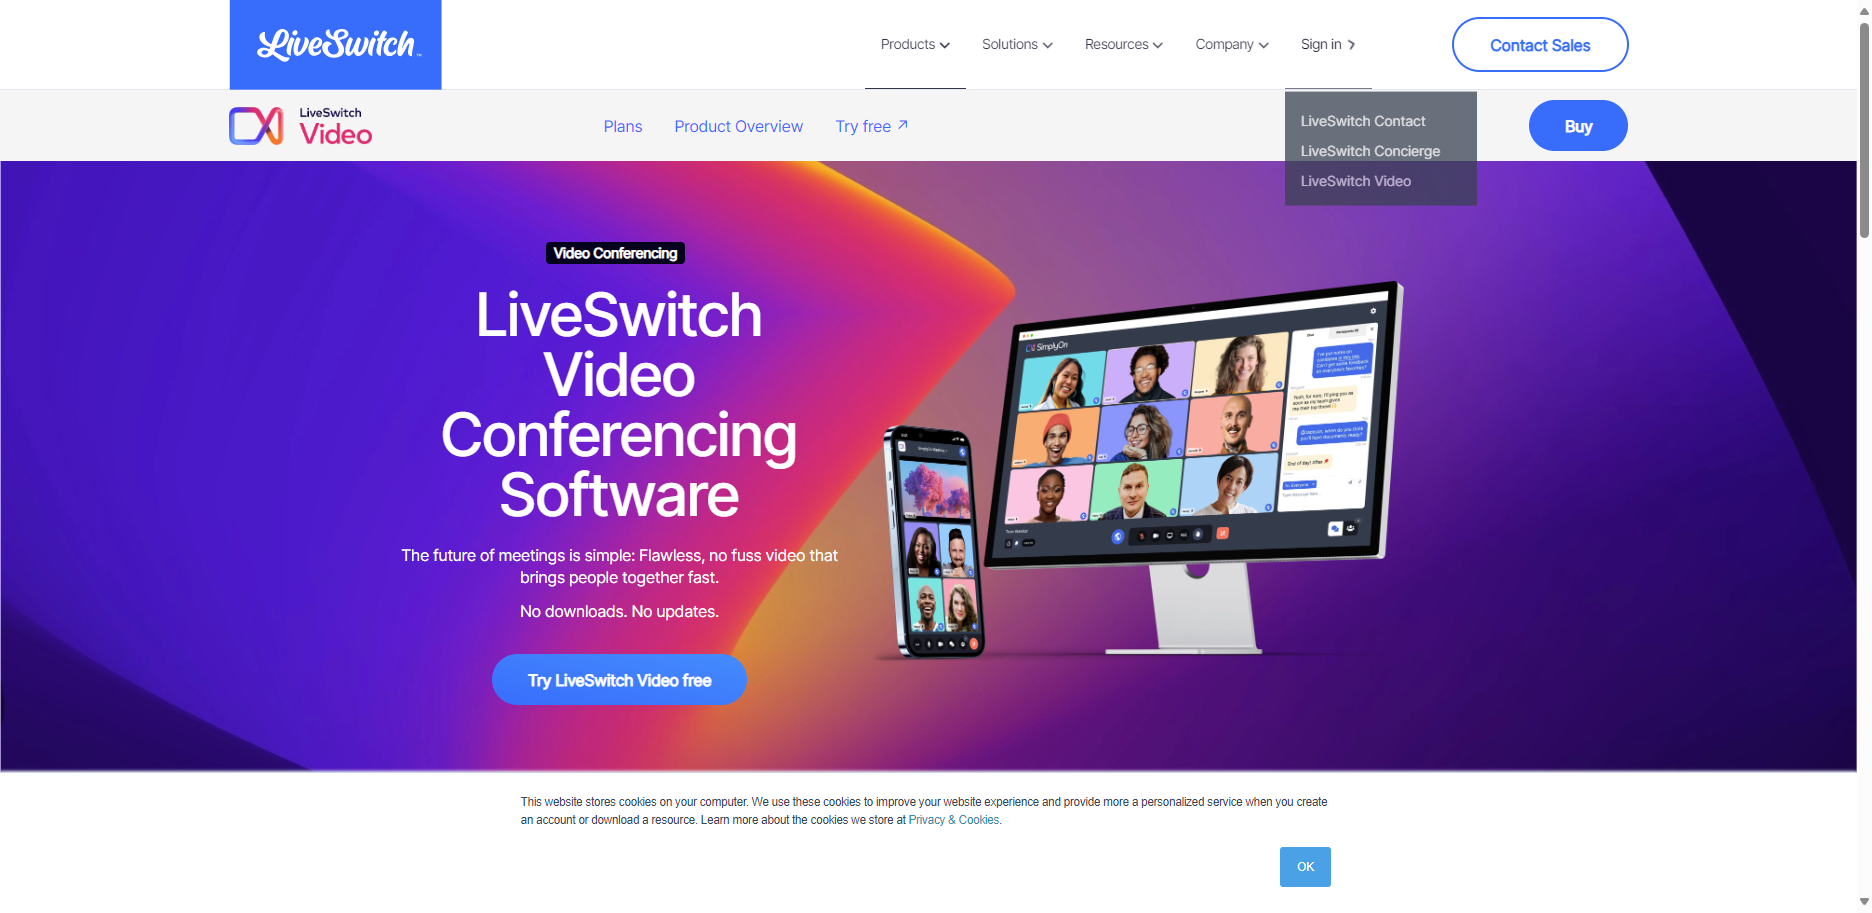 LiveSwitch™
Products
Solutions
Resources
Company
Sign in
Contact Sales
LiveSwitch
Video
Plans
Product Overview
Try free
Buy
LiveSwitch Contact
LiveSwitch Concierge
LiveSwitch Video
Video Conferencing
LiveSwitch
Video
Conferencing
Software
The future of meetings is simple: Flawless, no fuss video that
brings people together fast.
No downloads. No updates.
Try LiveSwitch Video free
SimplyOn
This website stores cookies on your computer. We use these cookies to improve your website experience and provide more a personalized service when you create
an account or download a resource. Learn more about the cookies we store at Privacy & Cookies.
OK